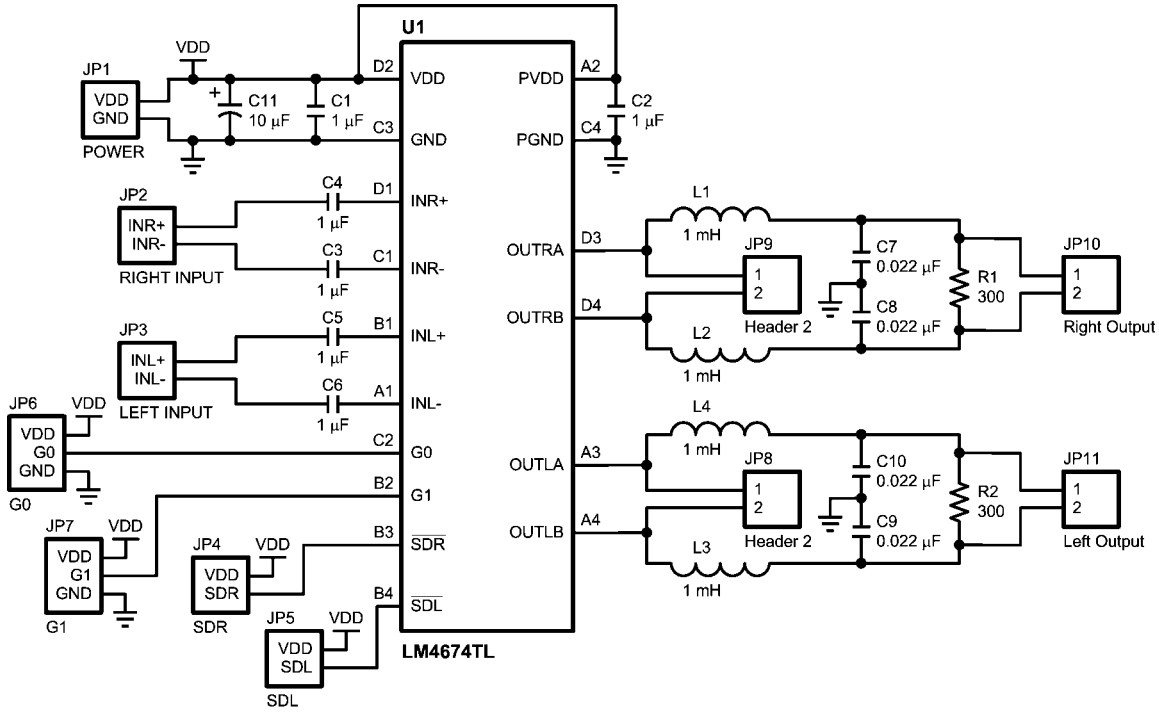 U1
VDD
JP1
VDD
GND
POWER
+
C11
10 µF
C1
1 µF
D2
VDD
C3
GND
PVDD
A2
C2
1 µF
PGND
C4
JP2
INR+
INR-
RIGHT INPUT
C4
1 µF
D1
INR+
C3
1 µF
C1
INR-
JP3
INL+
INL-
LEFT INPUT
C5
1 µF
B1
INL+
C6
1 µF
A1
INL-
JP6
VDD
VDD
G0
GND
G0
C2
G0
B2
G1
JP7
VDD
VDD
G1
GND
G1
JP4
VDD
VDD
SDR
SDR
B3
SDR
JP5
VDD
VDD
SDL
SDL
B4
SDL
LM4674TL
OUTRA
D3
OUTRB
D4
L1
1 mH
JP9
1
2
Header 2
L2
1 mH
C7
0.022 µF
C8
0.022 µF
R1
300
JP10
1
2
Right Output
OUTLA
A3
OUTLB
A4
L4
1 mH
JP8
1
2
Header 2
L3
1 mH
C10
0.022 µF
C9
0.022 µF
R2
300
JP11
1
2
Left Output